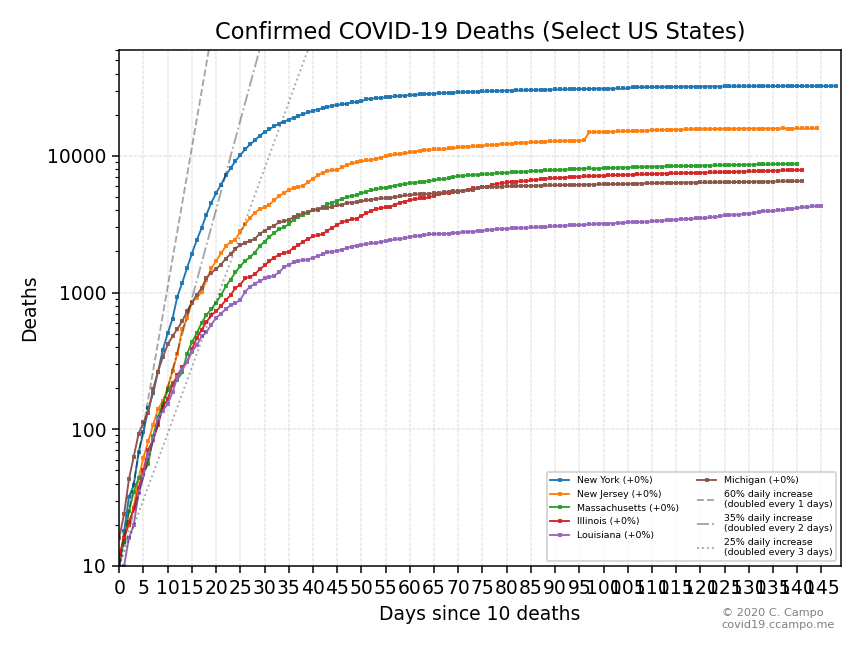 Confirmed COVID-19 Deaths (Select US States)
Deaths
10000
1000
100
10
New York (+0%)
New Jersey (+0%)
Massachusetts (+0%)
Illinois (+0%)
Louisiana (+0%)
Michigan (+0%)
60% daily increase
(doubled every 1 days)
35% daily increase
(doubled every 2 days)
25% daily increase
(doubled every 3 days)
0 5 10 15 20 25 30 35 40 45 50 55 60 65 70 75 80 85 90 95 100 105 110 115 120 125 130 135 140 145
Days since 10 deaths
© 2020 C. Campo
covid19.ccampo.me